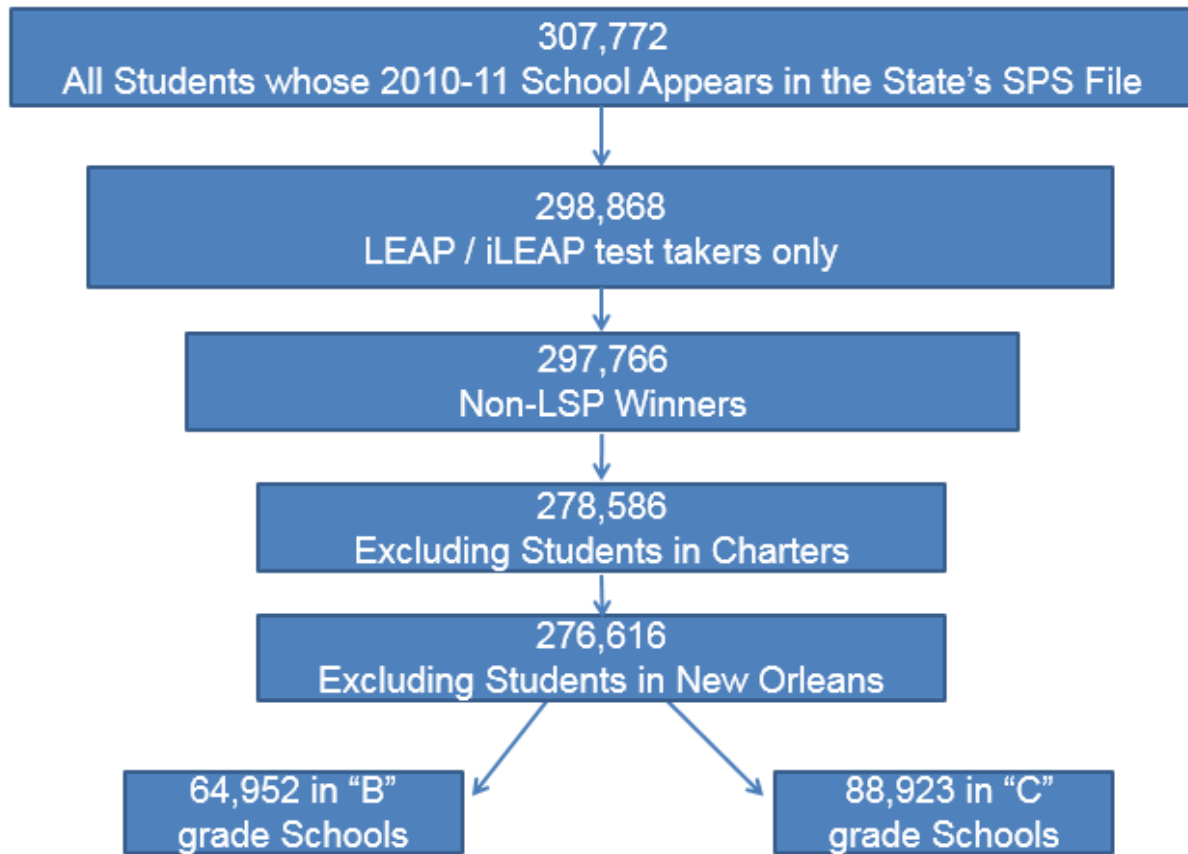 307,772
All Students whose 2010-11 School Appears in the State's SPS File
298,868
LEAP / iLEAP test takers only
297,766
Non-LSP Winners
278,586
Excluding Students in Charters
276,616
Excluding Students in New Orleans
64,952 in “B”
grade Schools
88,923 in “C”
grade Schools